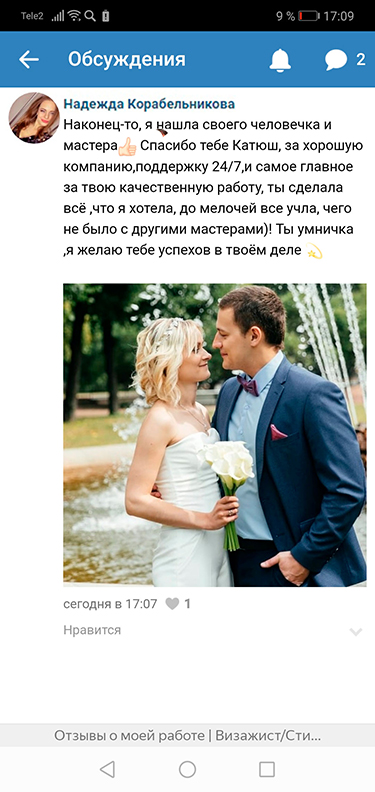 Tele2 9 % 17:09
Обсуждения 2
Надежда Корабельникова
Наконец-то, я нашла своего человечка и
мастера👍🏻 Спасибо тебе Катюш, за хорошую
компанию,поддержку 24/7,и самое главное
за твою качественную работу, ты сделала
всё ,что я хотела, до мелочей все учла, чего
не было с другими мастерами)! Ты умничка
,я желаю тебе успехов в твоём деле 💫
сегодня в 17:07 1
Нравится
Отзывы о моей работе | Визажист/Сти...